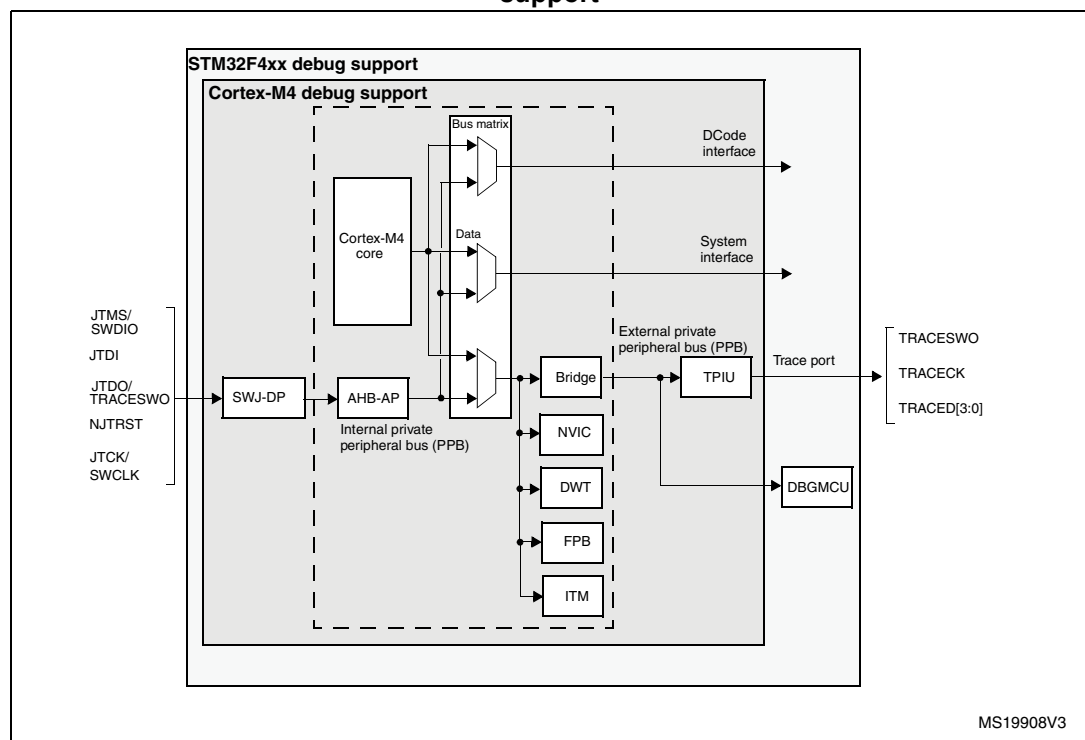 support
STM32F4xx debug support
Cortex-M4 debug support
Bus matrix
DCode
interface
Cortex-M4
core
Data
System
interface
JTMS/
SWDIO
JTDI
JTDO/
TRACESWO
NJTRST
JTCK/
SWCLK
SWJ-DP
AHB-AP
Internal private
peripheral bus (PPB)
External private
peripheral bus (PPB)
Bridge
NVIC
DWT
FPB
ITM
TPIU
Trace port
DBGMCU
TRACESWO
TRACECK
TRACED[3:0]
MS19908V3